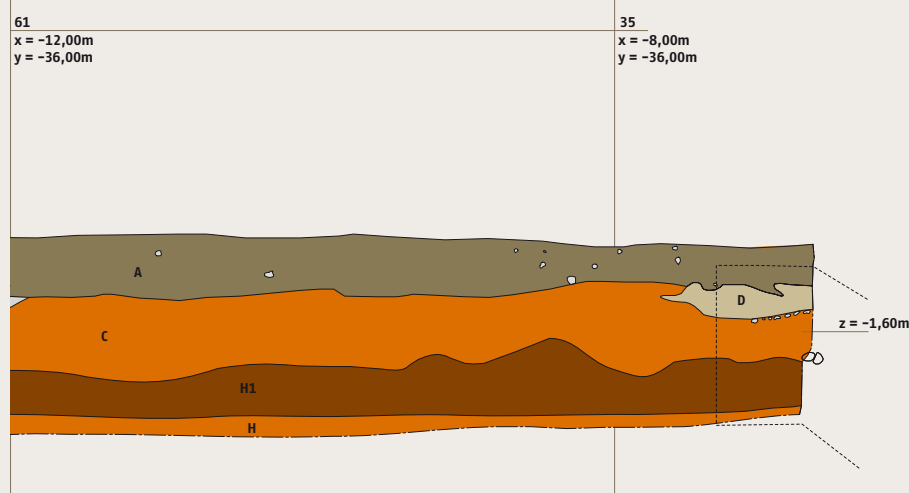 61
x = −12,00m
y = −36,00m
35
x = −8,00m
y = −36,00m
A
D
z = −1,60m
C
H1
H